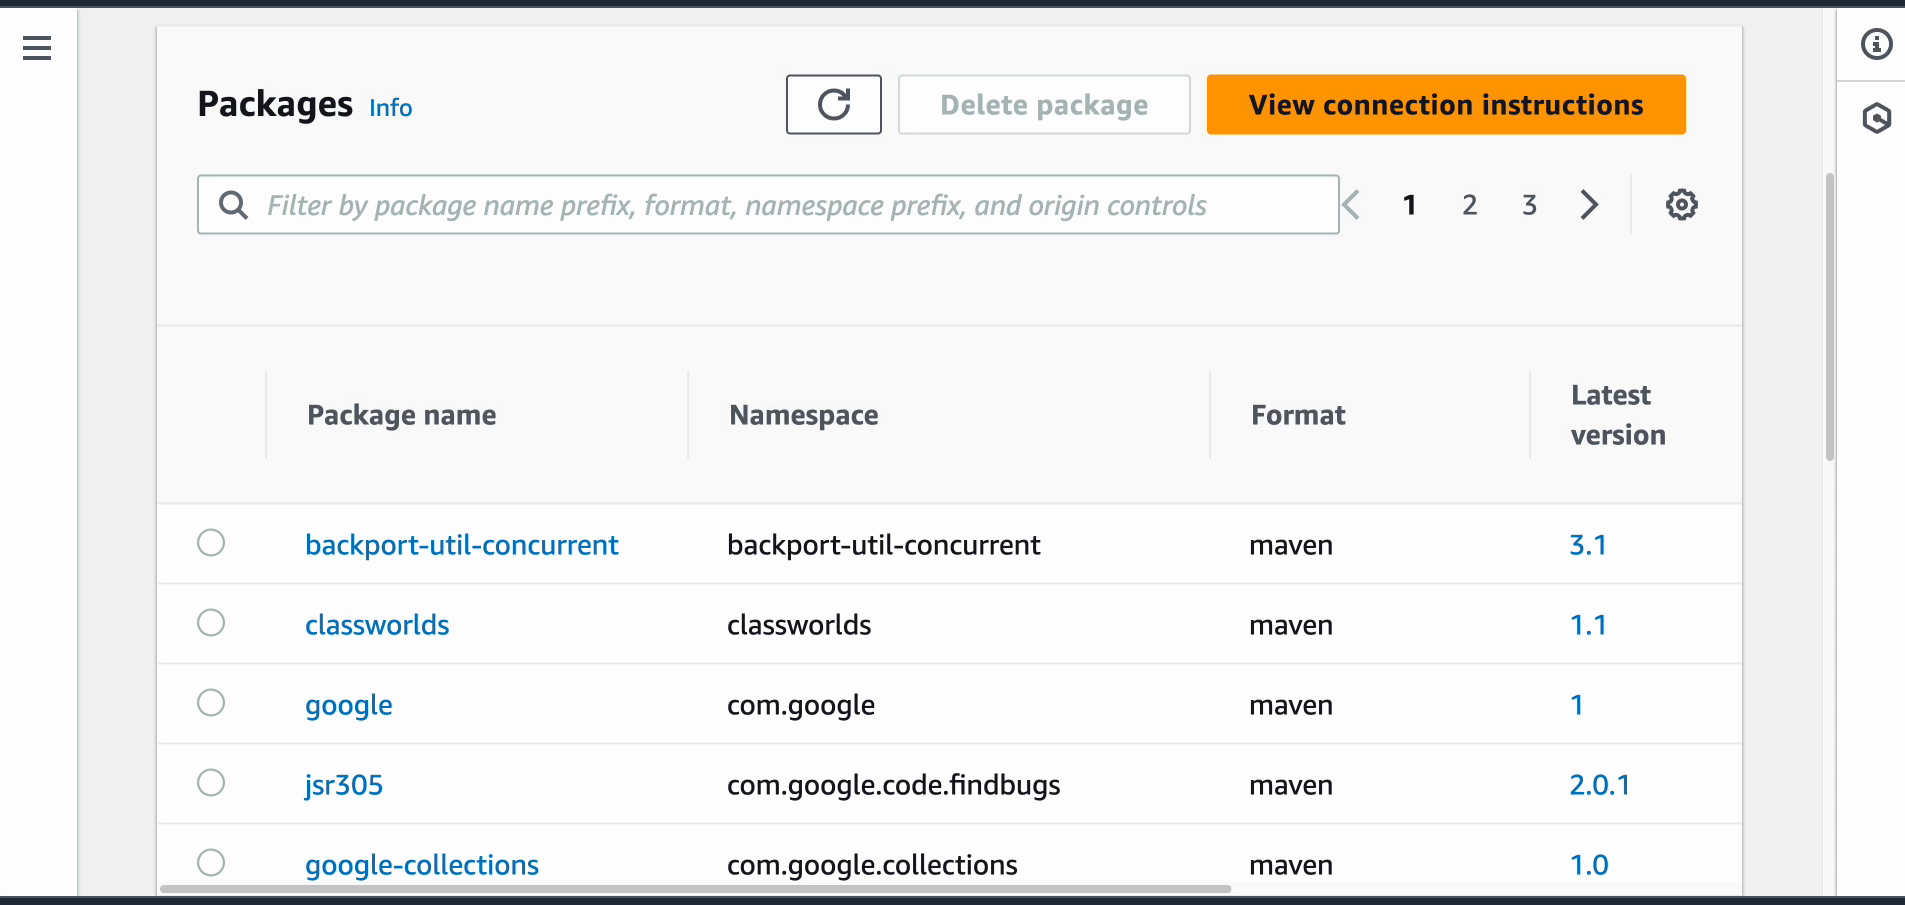 Packages Info
Delete package
View connection instructions
Filter by package name prefix, format, namespace prefix, and origin controls
1 2 3
Package name Namespace Format Latest version
backport-util-concurrent backport-util-concurrent maven 3.1
classworlds classworlds maven 1.1
google com.google maven 1
jsr305 com.google.code.findbugs maven 2.0.1
google-collections com.google.collections maven 1.0